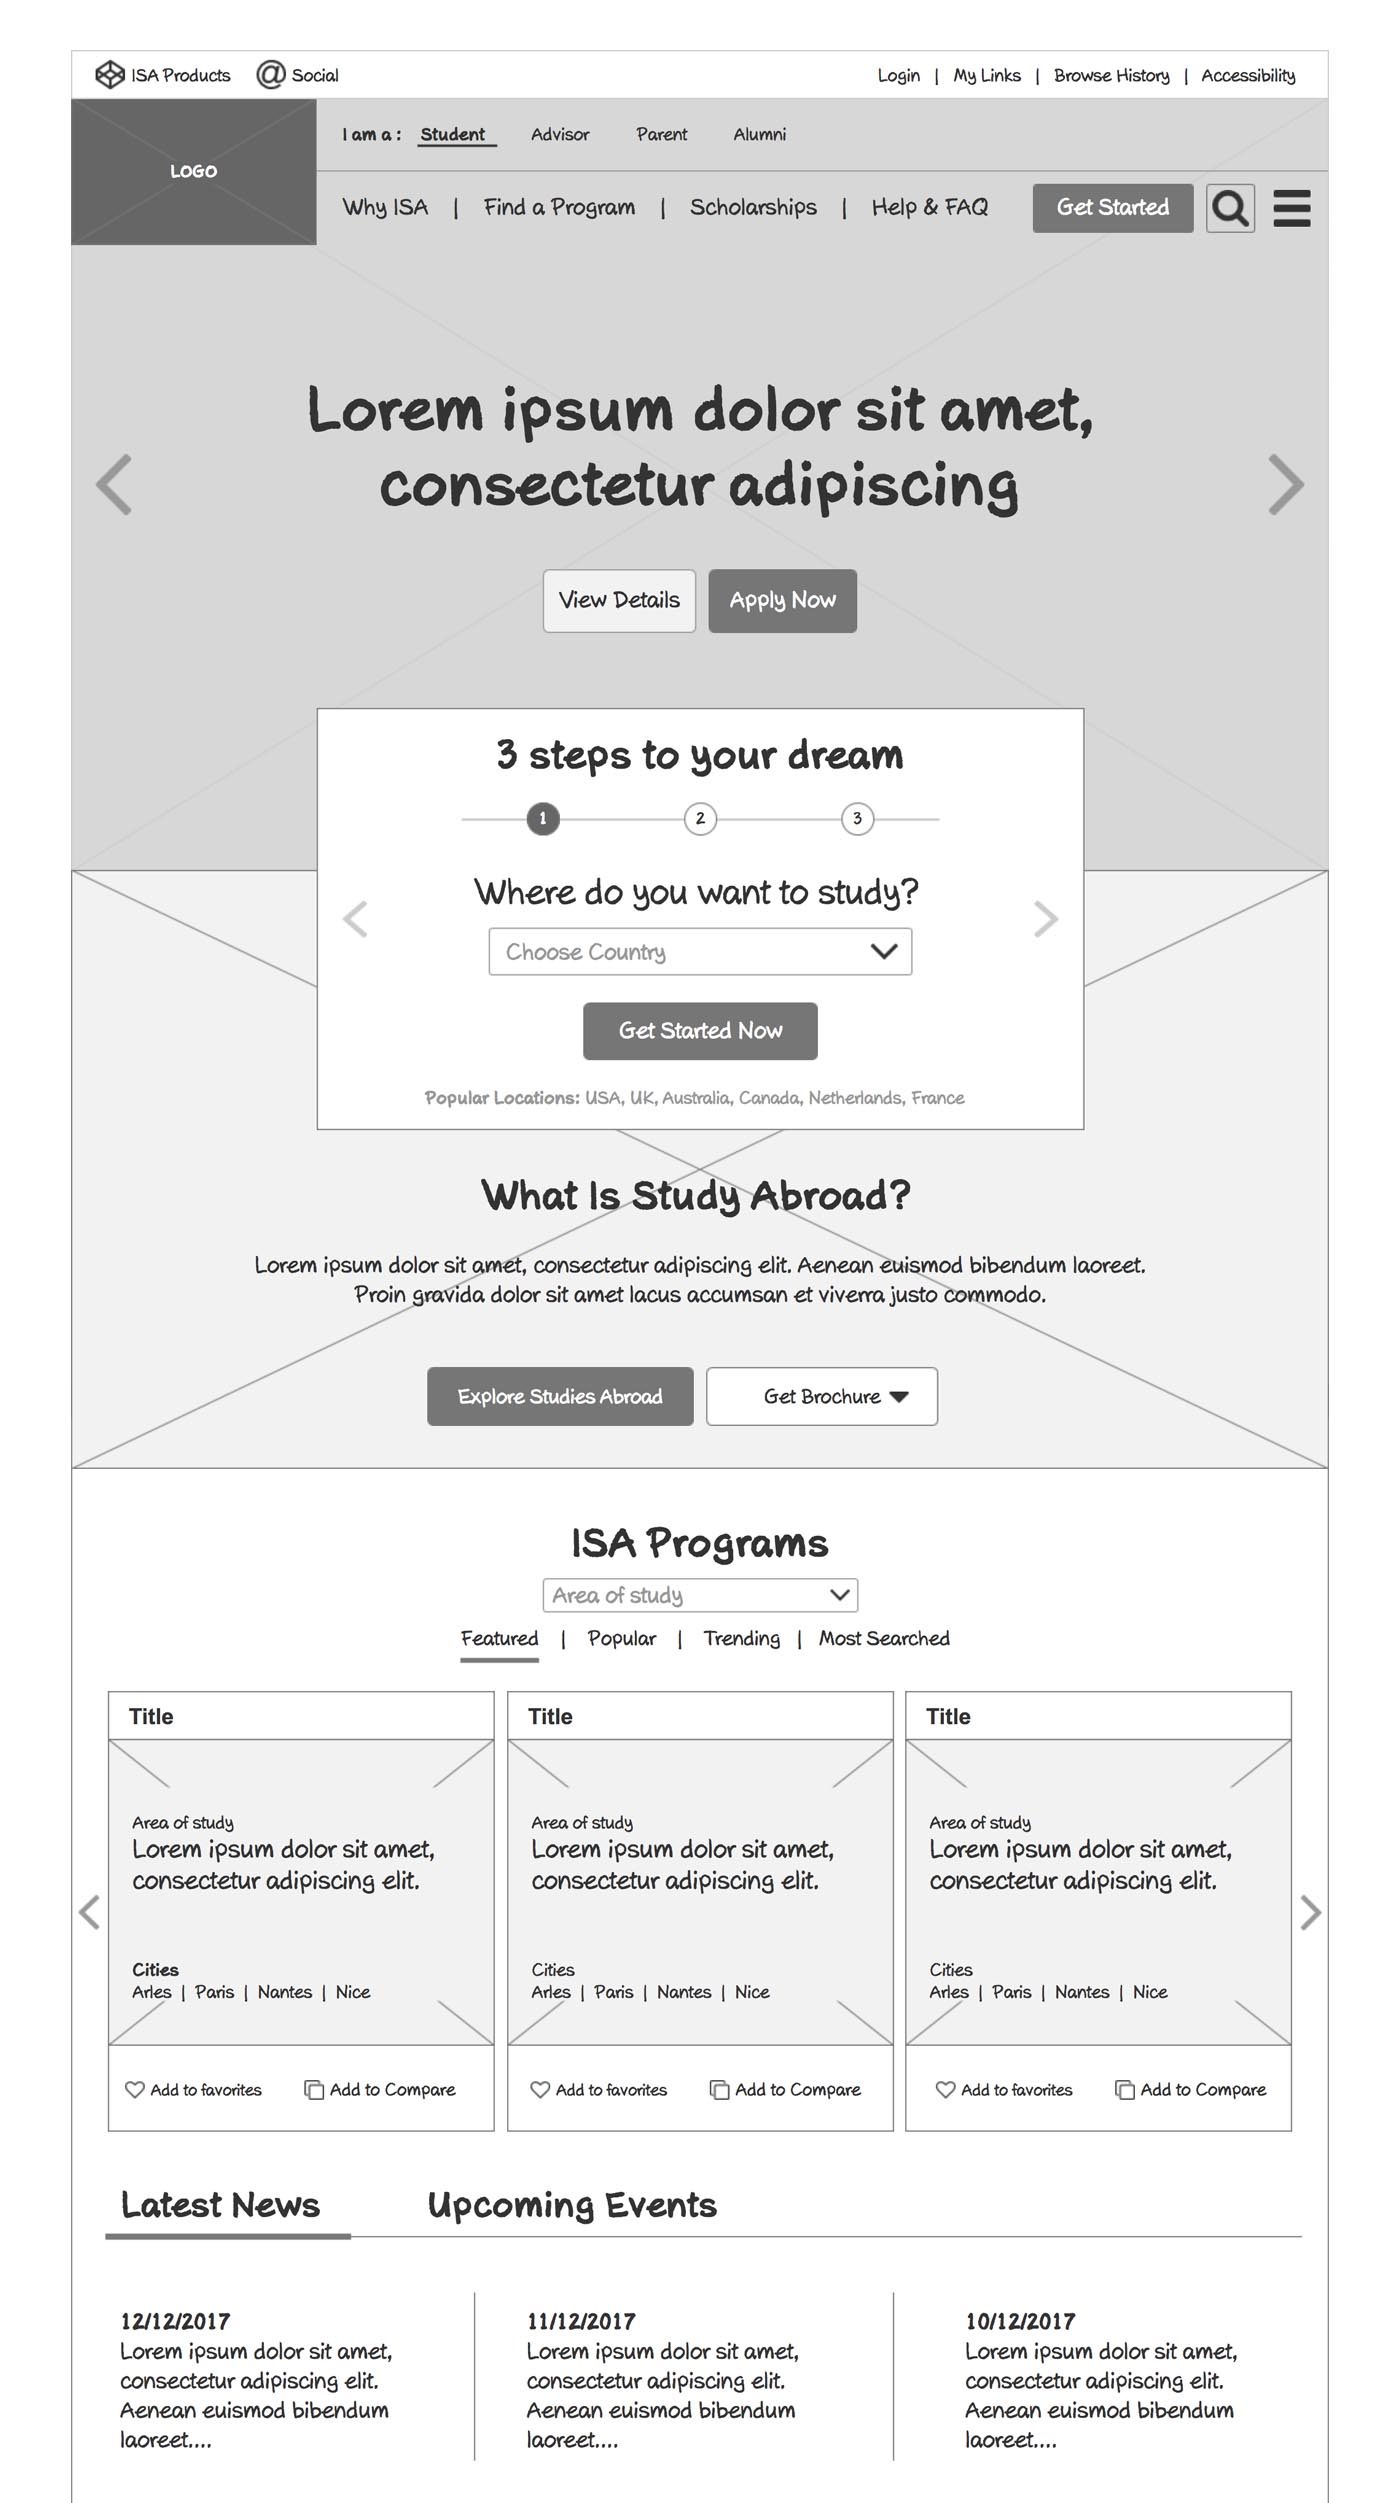 ISA Products
Social
Login | My Links | Browse History | Accessibility
LOGO
I am a : Student Advisor Parent Alumni
Why ISA | Find a Program | Scholarships | Help & FAQ
Get Started
Lorem ipsum dolor sit amet,
consectetur adipiscing
View Details
Apply Now
3 steps to your dream
1 2 3
Where do you want to study?
Choose Country
Get Started Now
Popular Locations: USA, UK, Australia, Canada, Netherlands, France
What Is Study Abroad?
Lorem ipsum dolor sit amet, consectetur adipiscing elit. Aenean euismod bibendum laoreet.
Proin gravida dolor sit amet lacus accumsan et viverra justo commodo.
Explore Studies Abroad
Get Brochure
ISA Programs
Area of study
Featured | Popular | Trending | Most Searched
Title
Area of study
Lorem ipsum dolor sit amet,
consectetur adipiscing elit.
Cities
Arles | Paris | Nantes | Nice
Add to favorites
Add to Compare
Title
Area of study
Lorem ipsum dolor sit amet,
consectetur adipiscing elit.
Cities
Arles | Paris | Nantes | Nice
Add to favorites
Add to Compare
Title
Area of study
Lorem ipsum dolor sit amet,
consectetur adipiscing elit.
Cities
Arles | Paris | Nantes | Nice
Add to favorites
Add to Compare
Latest News
Upcoming Events
12/12/2017
Lorem ipsum dolor sit amet,
consectetur adipiscing elit.
Aenean euismod bibendum
laoreet....
11/12/2017
Lorem ipsum dolor sit amet,
consectetur adipiscing elit.
Aenean euismod bibendum
laoreet....
10/12/2017
Lorem ipsum dolor sit amet,
consectetur adipiscing elit.
Aenean euismod bibendum
laoreet....